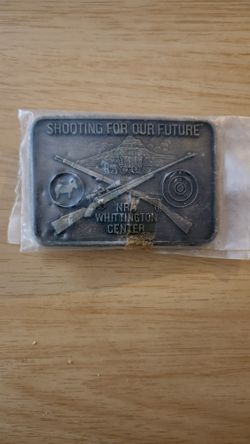 SHOOTING FOR OUR FUTURE
NRA
WHITTINGTON
CENTER